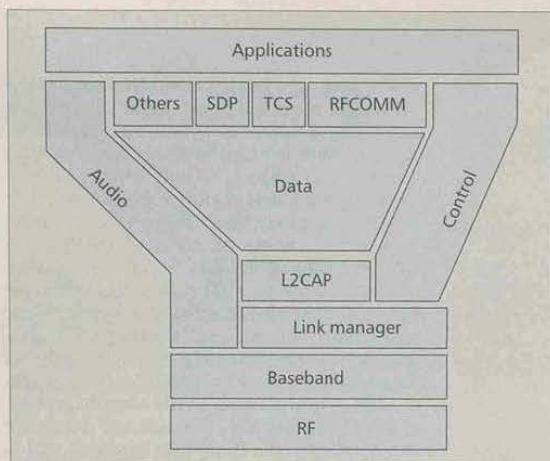 Applications
Others SDP TCS RFCOMM
Data
Audio
Control
L2CAP
Link manager
Baseband
RF